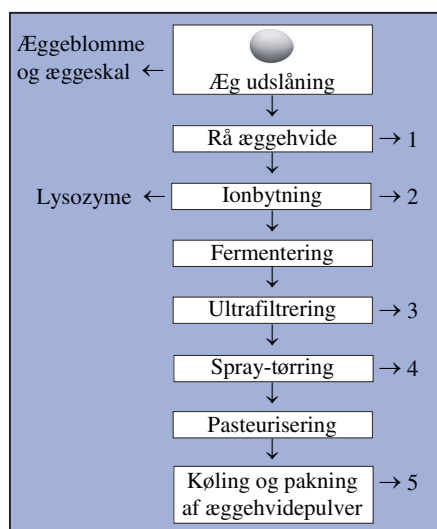 Æggeblomme
og æggeskal ←
Æg udslåning
↓
Rå æggehvide → 1
↓
Lysozyme ← Ionbytning → 2
↓
Fermentering
↓
Ultrafiltrering → 3
↓
Spray-tørring → 4
↓
Pasteurisering
↓
Køling og pakning → 5
af æggehvidepulver